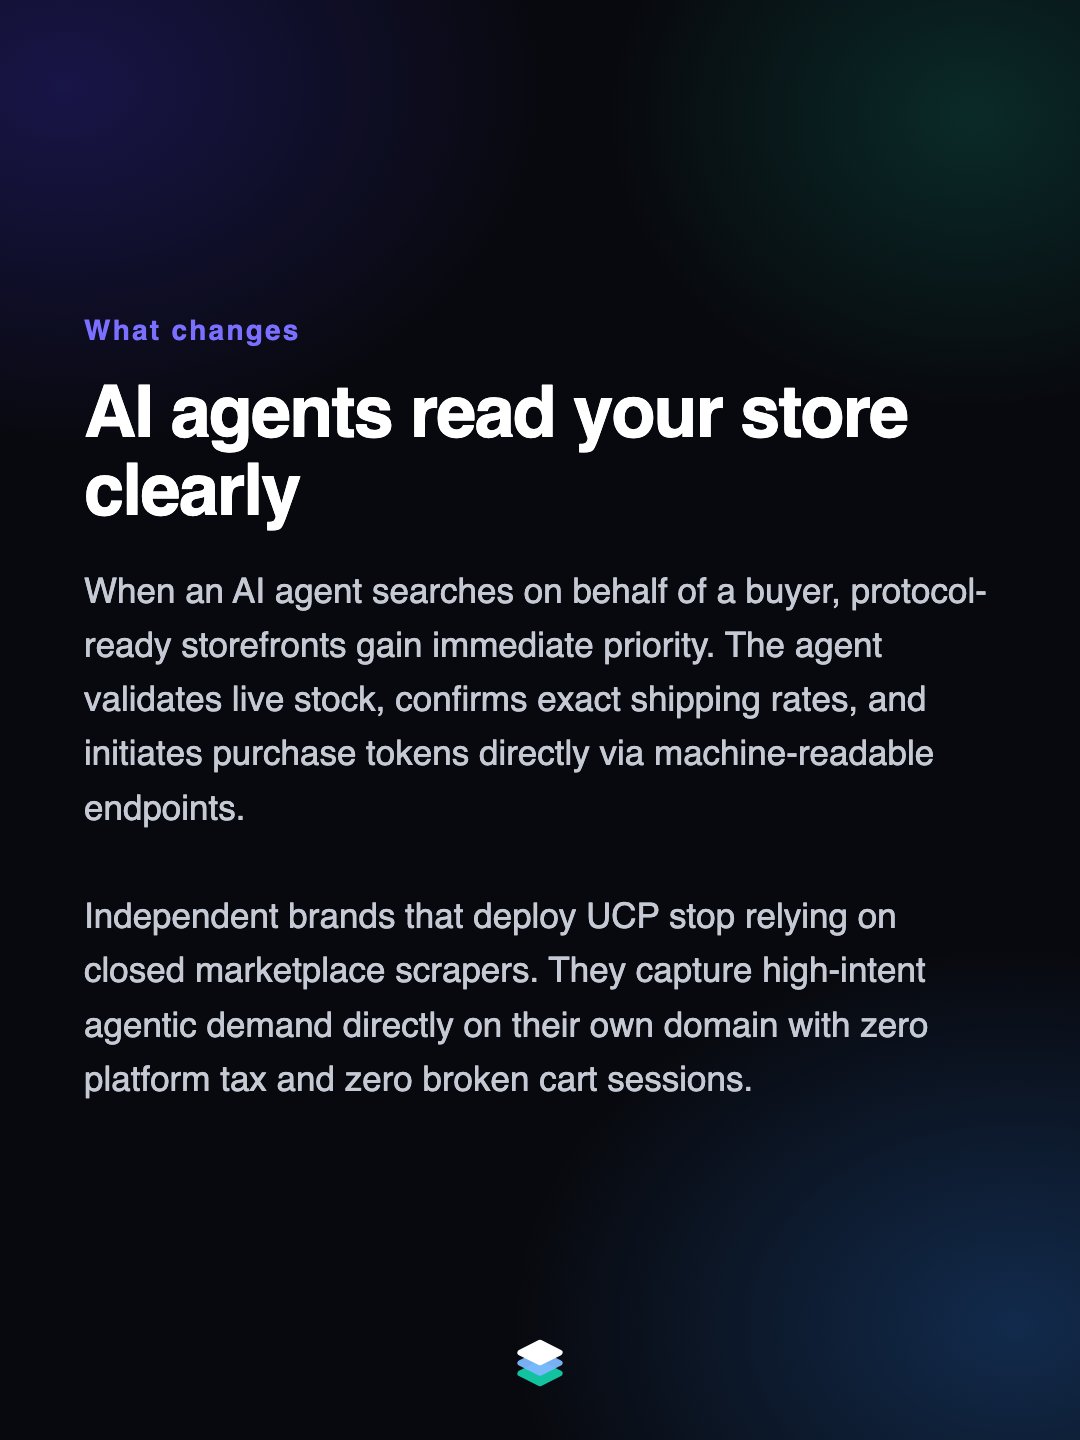 What changes
AI agents read your store
clearly
When an AI agent searches on behalf of a buyer, protocol-
ready storefronts gain immediate priority. The agent
validates live stock, confirms exact shipping rates, and
initiates purchase tokens directly via machine-readable
endpoints.
Independent brands that deploy UCP stop relying on
closed marketplace scrapers. They capture high-intent
agentic demand directly on their own domain with zero
platform tax and zero broken cart sessions.